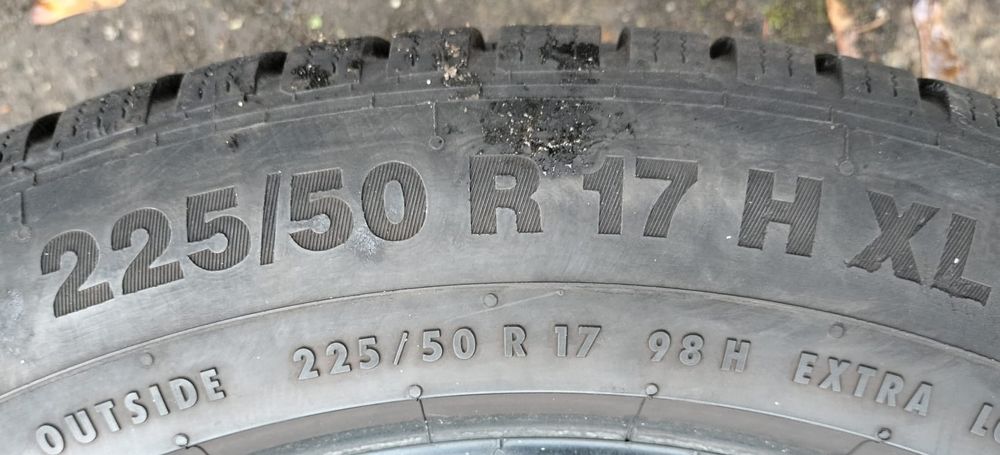 225/50 R 17 H XL
OUTSIDE 225/50 R 17 98 H EXTRA